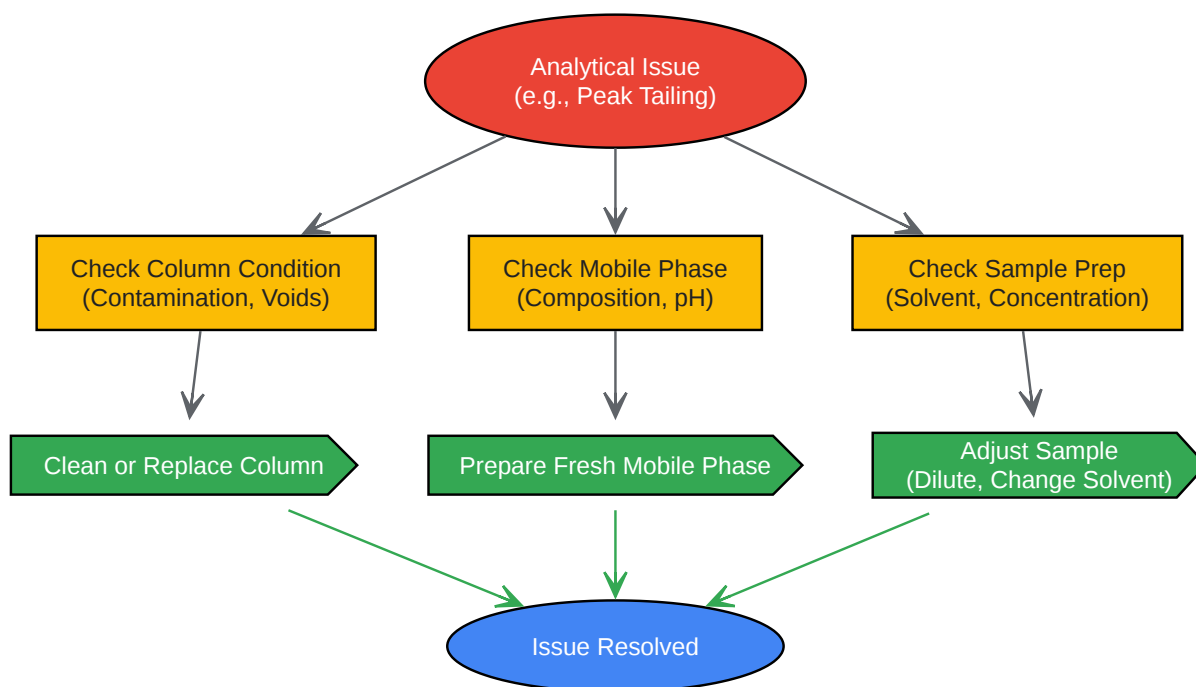 Analytical Issue
(e.g., Peak Tailing)
Check Column Condition
(Contamination, Voids)
Check Mobile Phase
(Composition, pH)
Check Sample Prep
(Solvent, Concentration)
Clean or Replace Column
Prepare Fresh Mobile Phase
Adjust Sample
(Dilute, Change Solvent)
Issue Resolved